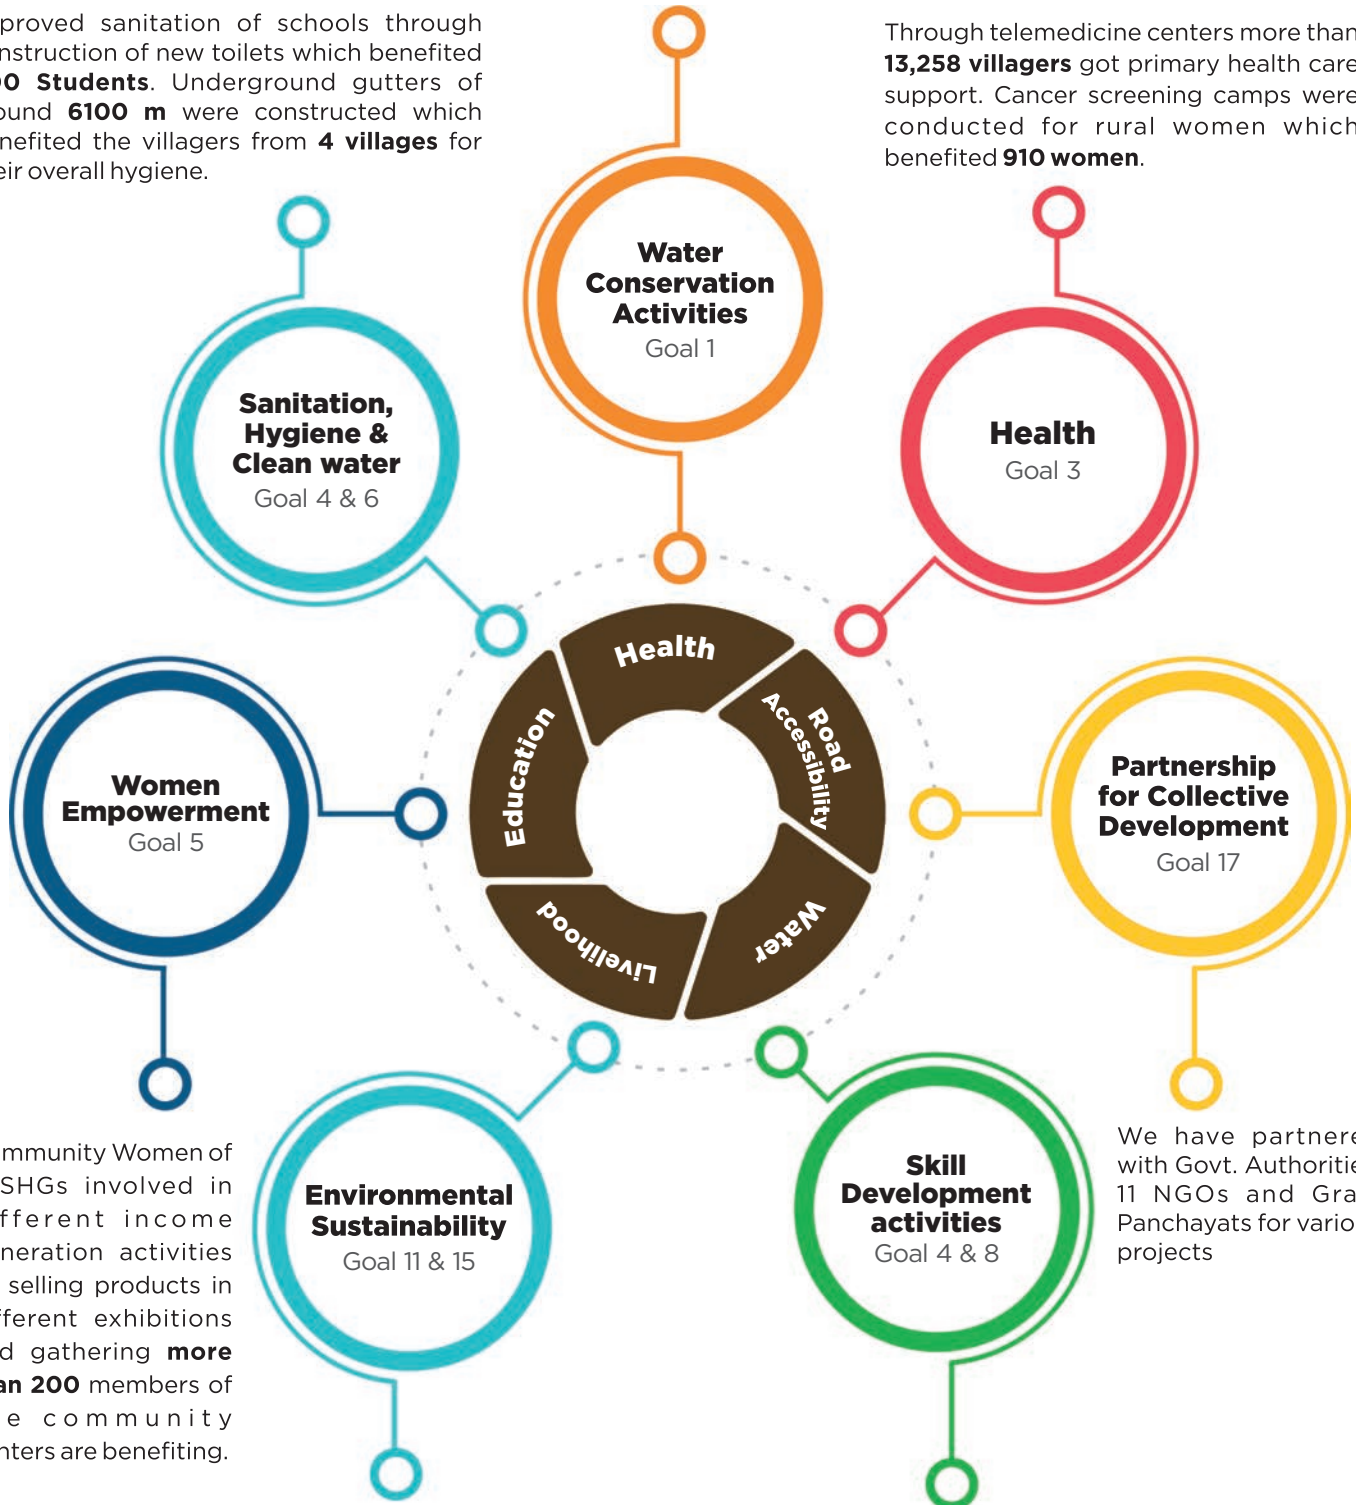 proved sanitation of schools through
nstruction of new toilets which benefited
00 Students. Underground gutters of
ound 6100 m were constructed which
nefited the villagers from 4 villages for
eir overall hygiene.
Through telemedicine centers more than
13,258 villagers got primary health care
support. Cancer screening camps were
conducted for rural women which
benefited 910 women.
Water
Conservation
Activities
Goal 1
Sanitation,
Hygiene &
Clean water
Goal 4 & 6
Health
Goal 3
Women
Empowerment
Goal 5
Partnership
for Collective
Development
Goal 17
Health
Road
Accessibility
Water
Livelihood
Education
Environmental
Sustainability
Goal 11 & 15
Skill
Development
activities
Goal 4 & 8
mmunity Women of
SHGs involved in
fferent income
neration activities
selling products in
fferent exhibitions
d gathering more
an 200 members of
e community
nters are benefiting.
We have partnere
with Govt. Authoritie
11 NGOs and Gra
Panchayats for vario
projects